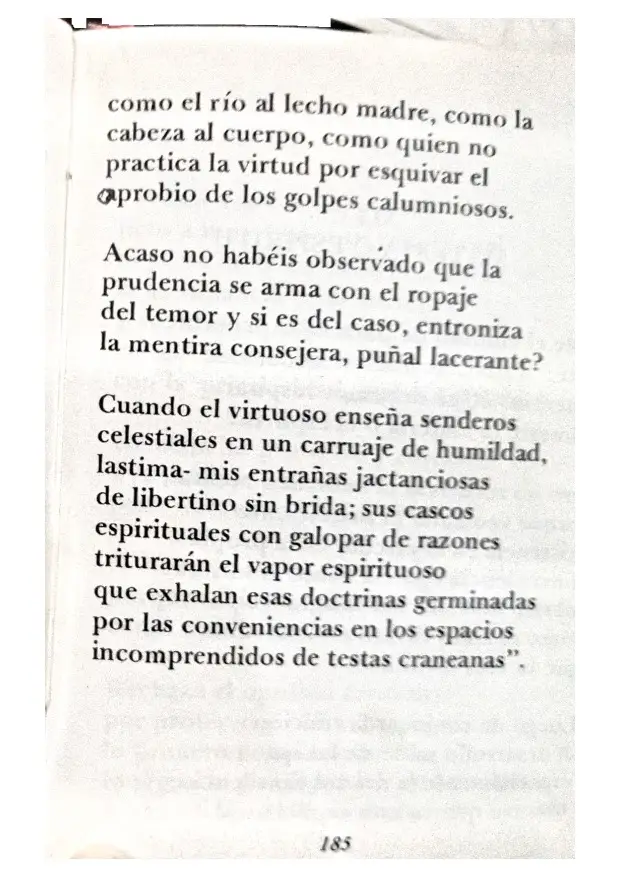 como el río al lecho madre, como la
cabeza al cuerpo, como quien no
practica la virtud por esquivar el
oprobio de los golpes calumniosos.
Acaso no habéis observado que la
prudencia se arma con el ropaje
del temor y si es del caso, entroniza
la mentira consejera, puñal lacerante?
Cuando el virtuoso enseña senderos
celestiales en un carruaje de humildad,
lastima- mis entrañas jactanciosas
de libertino sin brida; sus cascos
espirituales con galopar de razones
triturarán el vapor espirituoso
que exhalan esas doctrinas germinadas
por las conveniencias en los espacios
incomprendidos de testas craneanas”.
185